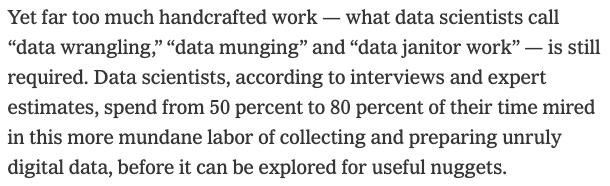 Yet far too much handcrafted work — what data scientists call
“data wrangling,” “data munging” and “data janitor work” — is still
required. Data scientists, according to interviews and expert
estimates, spend from 50 percent to 80 percent of their time mired
in this more mundane labor of collecting and preparing unruly
digital data, before it can be explored for useful nuggets.